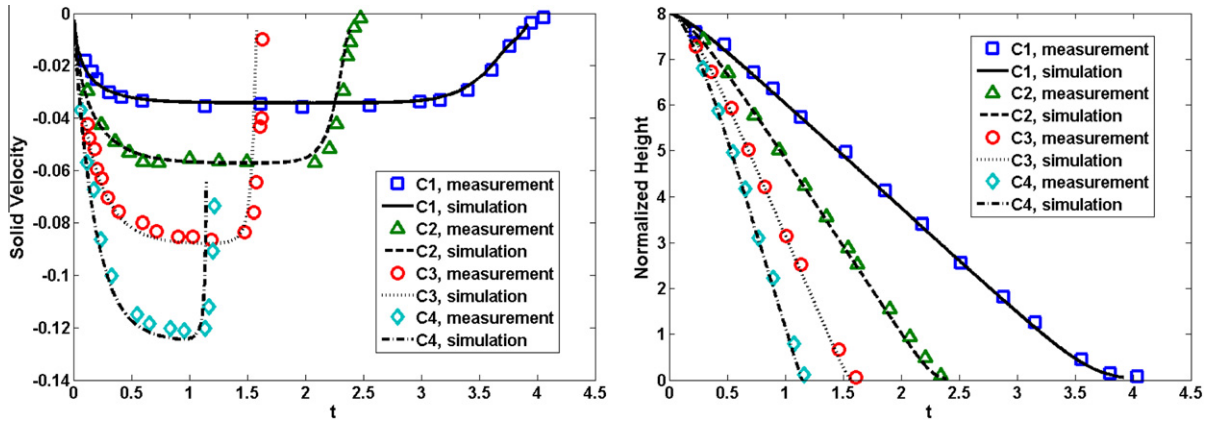 0
-0.02
-0.04
-0.06
-0.08
-0.1
-0.12
-0.14
Solid Velocity
0 0.5 1 1.5 2 2.5 3 3.5 4 4.5
t
C1, measurement
C1, simulation
C2, measurement
C2, simulation
C3, measurement
C3, simulation
C4, measurement
C4, simulation
8
7
6
5
4
3
2
1
0
Normalized Height
0 0.5 1 1.5 2 2.5 3 3.5 4 4.5
t
C1, measurement
C1, simulation
C2, measurement
C2, simulation
C3, measurement
C3, simulation
C4, measurement
C4, simulation